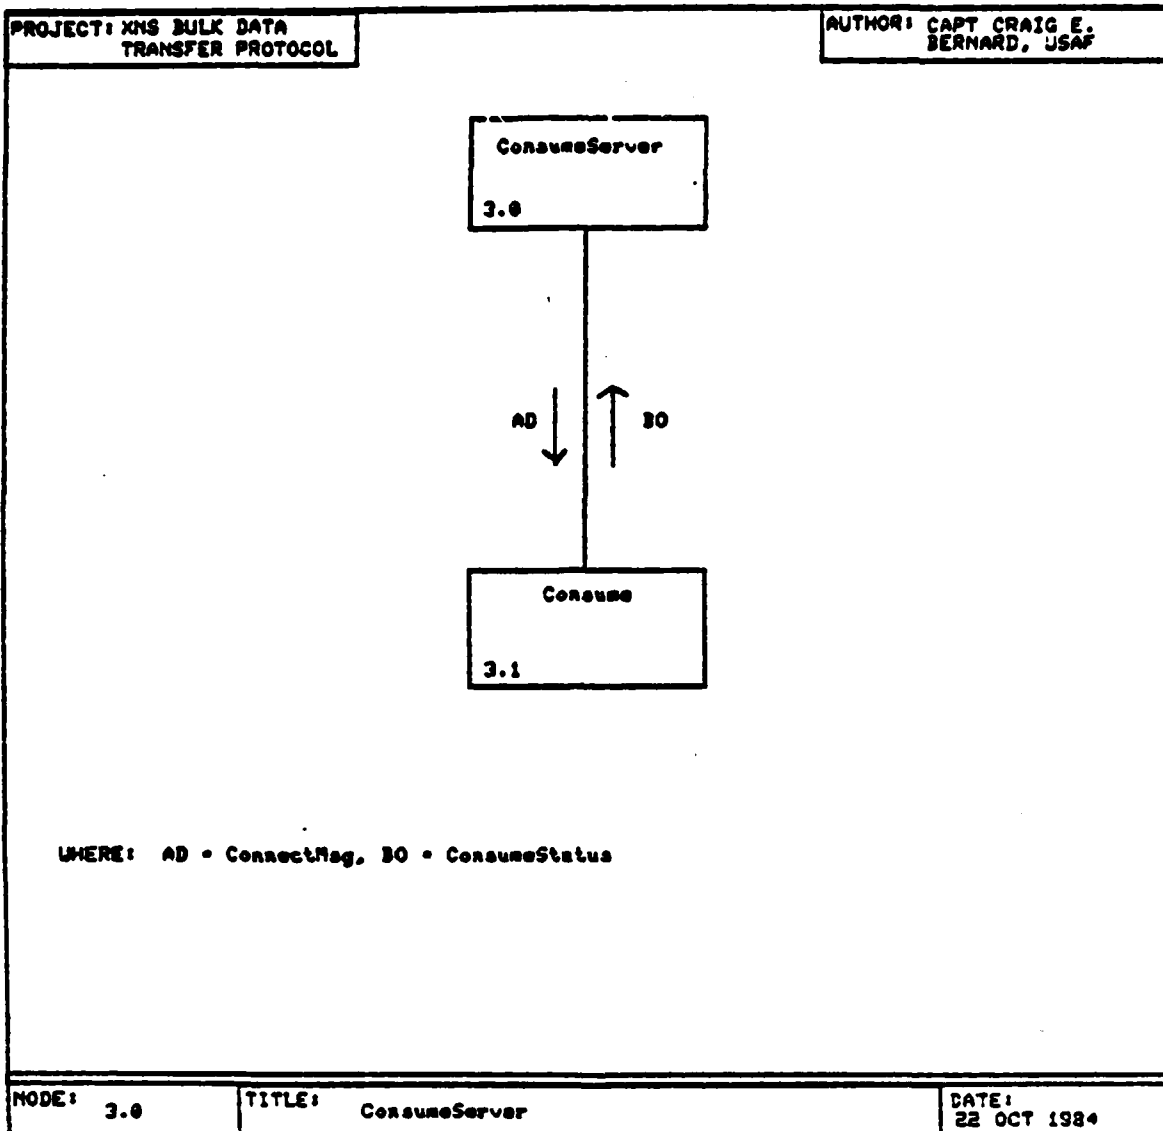 PROJECT: XNS BULK DATA
TRANSFER PROTOCOL
AUTHOR: CAPT CRAIG E.
BERNARD, USAF
ConsumeServer
3.0
AD
BO
Consume
3.1
WHERE: AD = ConnectMsg, BO = ConsumeStatus
NODE: 3.0
TITLE: ConsumeServer
DATE:
22 OCT 1984